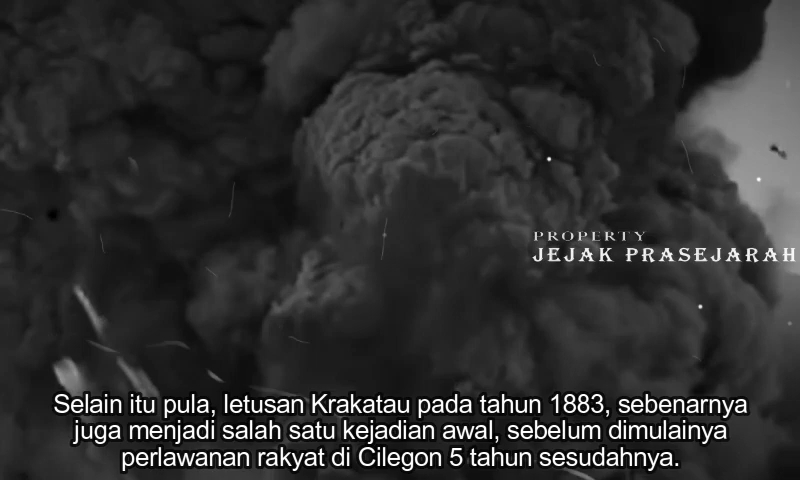 PROPERTY
JEJAK PRASEJARAH
Selain itu pula, letusan Krakatau pada tahun 1883, sebenarnya
juga menjadi salah satu kejadian awal, sebelum dimulainya
perlawanan rakyat di Cilegon 5 tahun sesudahnya.